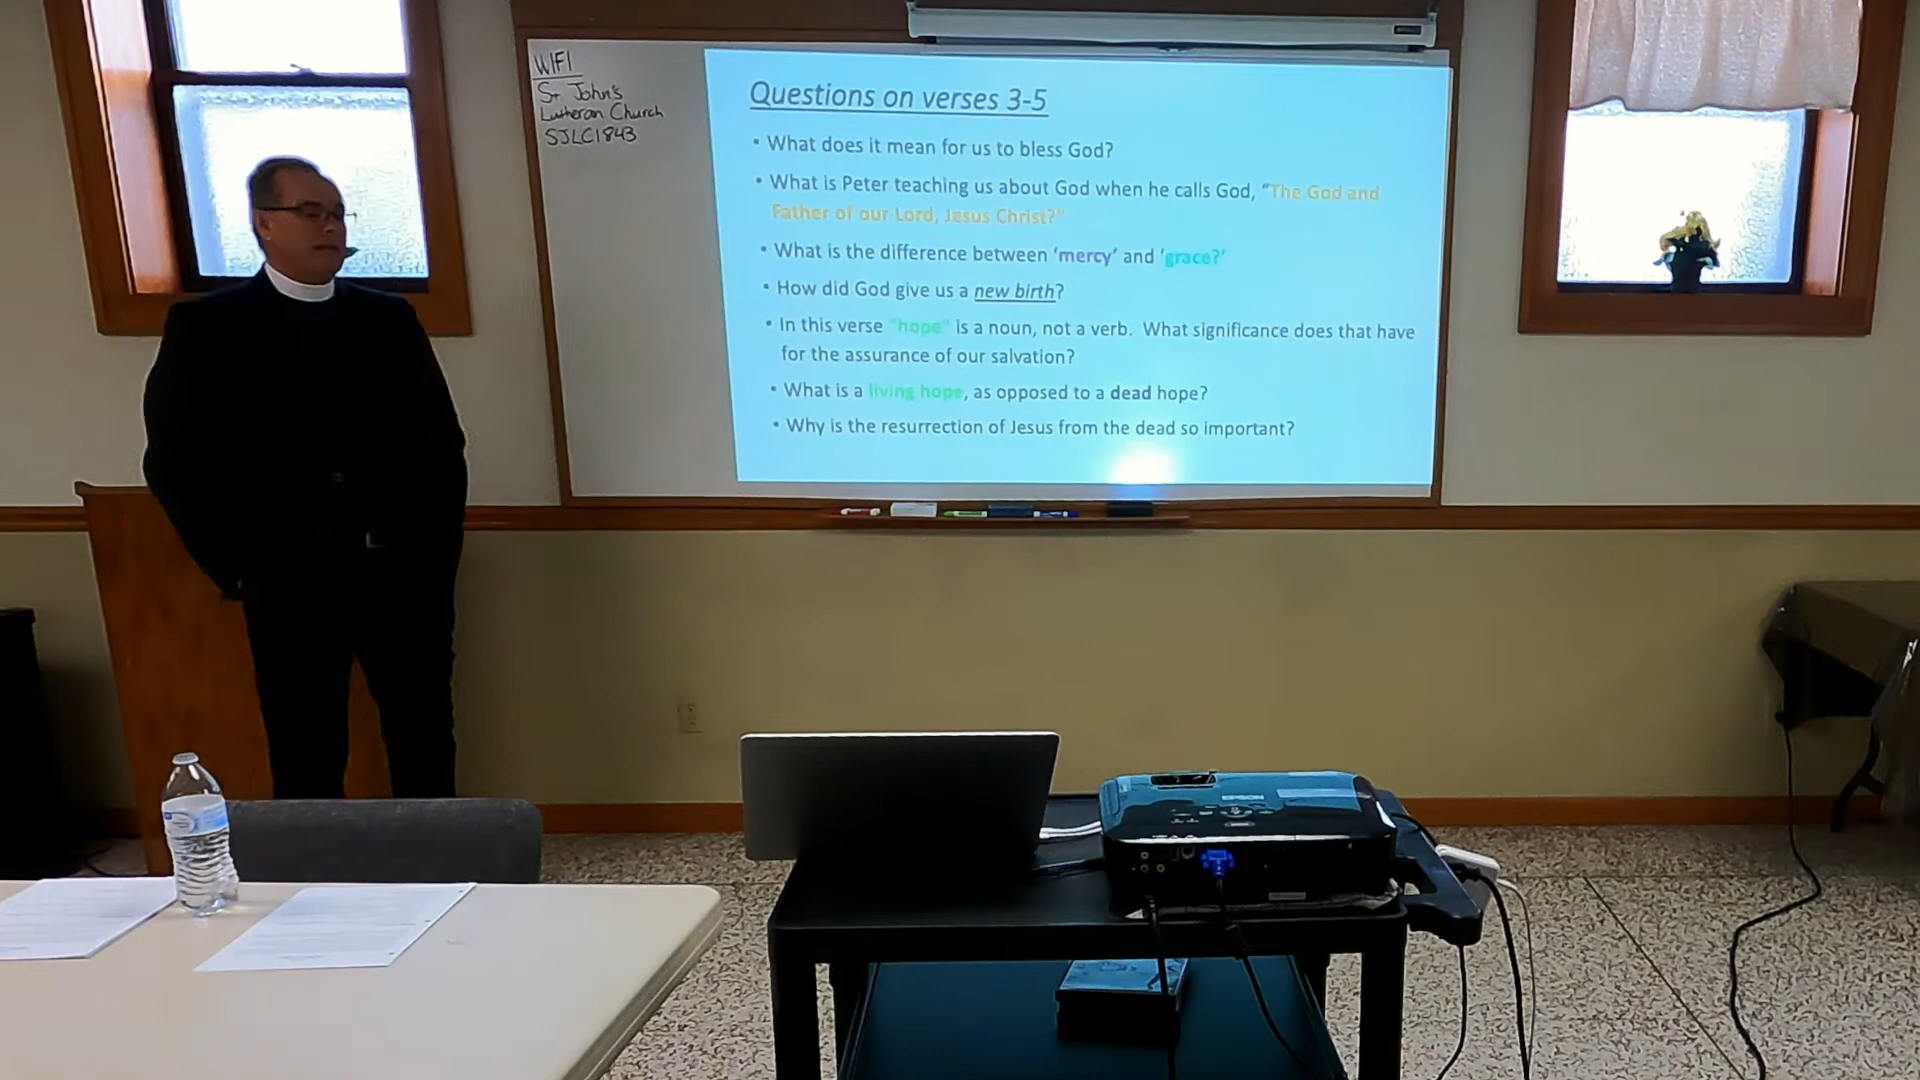 WIFI
St. John's
Lutheran Church
SJLC1843
Questions on verses 3-5
• What does it mean for us to bless God?
• What is Peter teaching us about God when he calls God, “The God and
Father of our Lord, Jesus Christ?”
• What is the difference between ‘mercy’ and ‘grace?’
• How did God give us a new birth?
• In this verse “hope” is a noun, not a verb. What significance does that have
for the assurance of our salvation?
• What is a living hope, as opposed to a dead hope?
• Why is the resurrection of Jesus from the dead so important?
EPSON